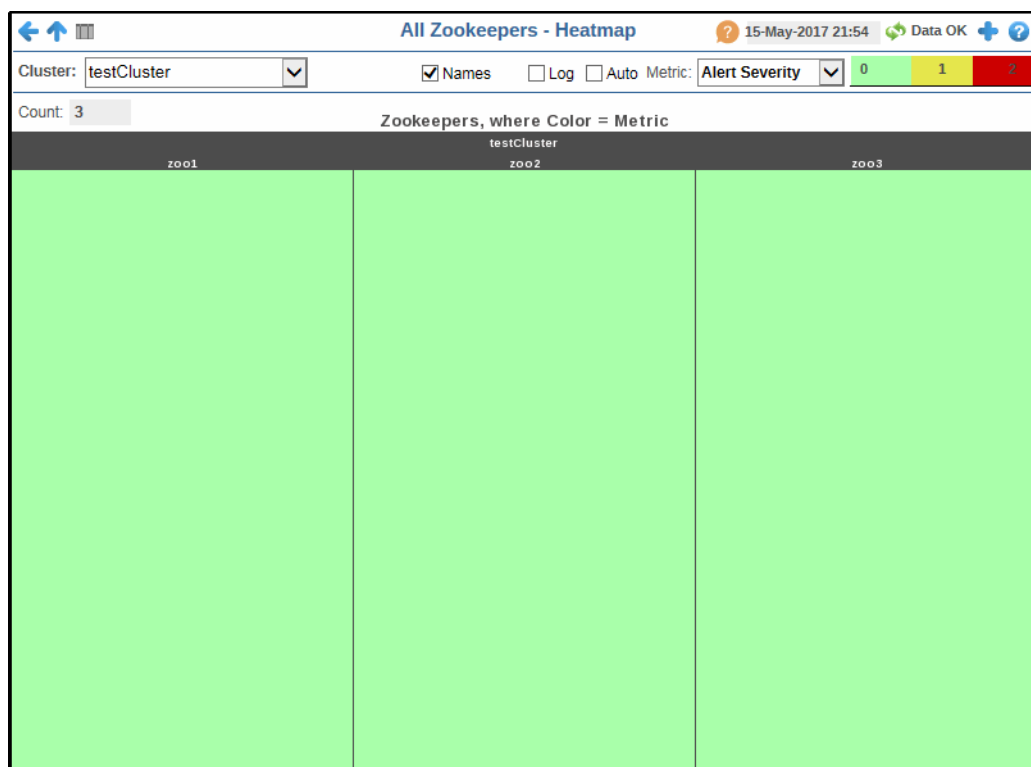 All Zookeepers - Heatmap ? 15-May-2017 21:54 Data OK ?
Cluster: testCluster Names Log Auto Metric: Alert Severity 0 1 2
Count: 3
Zookeepers, where Color = Metric
testCluster
zoo1 zoo2 zoo3